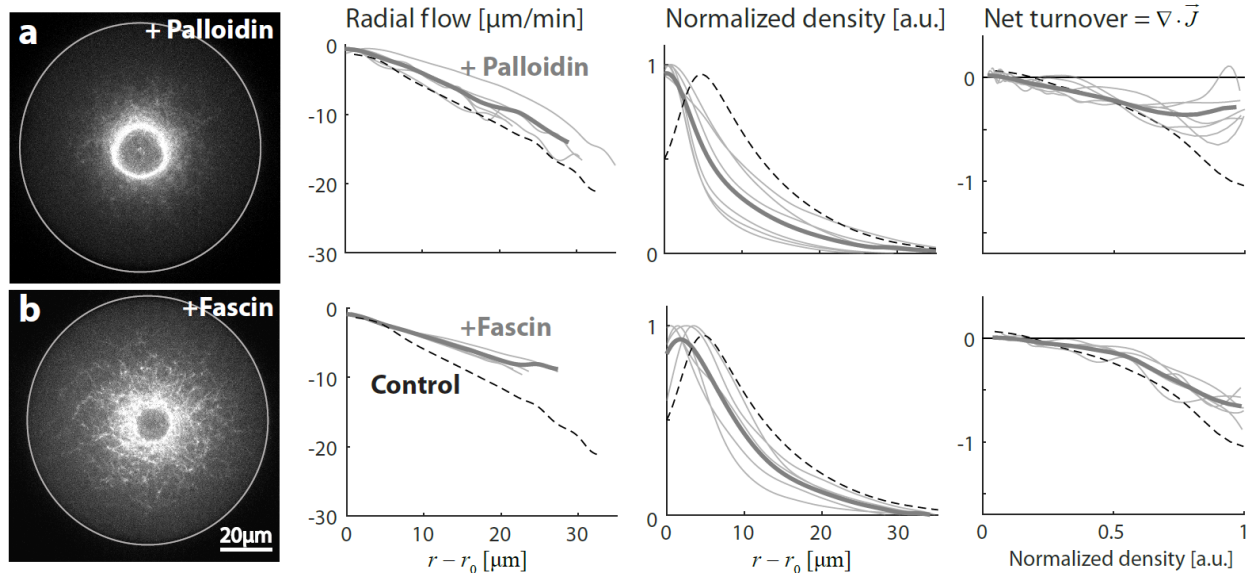 Radial flow [µm/min]
Normalized density [a.u.]
Net turnover = ∇ · J⃗
a
+ Palloidin
0
-10
-20
-30
+ Palloidin
1
0
0
-1
b
+Fascin
20µm
0
-10
-20
-30
+Fascin
Control
0
10
20
30
r – r₀ [µm]
1
0
0
10
20
30
r – r₀ [µm]
0
-1
0
0.5
1
Normalized density [a.u.]